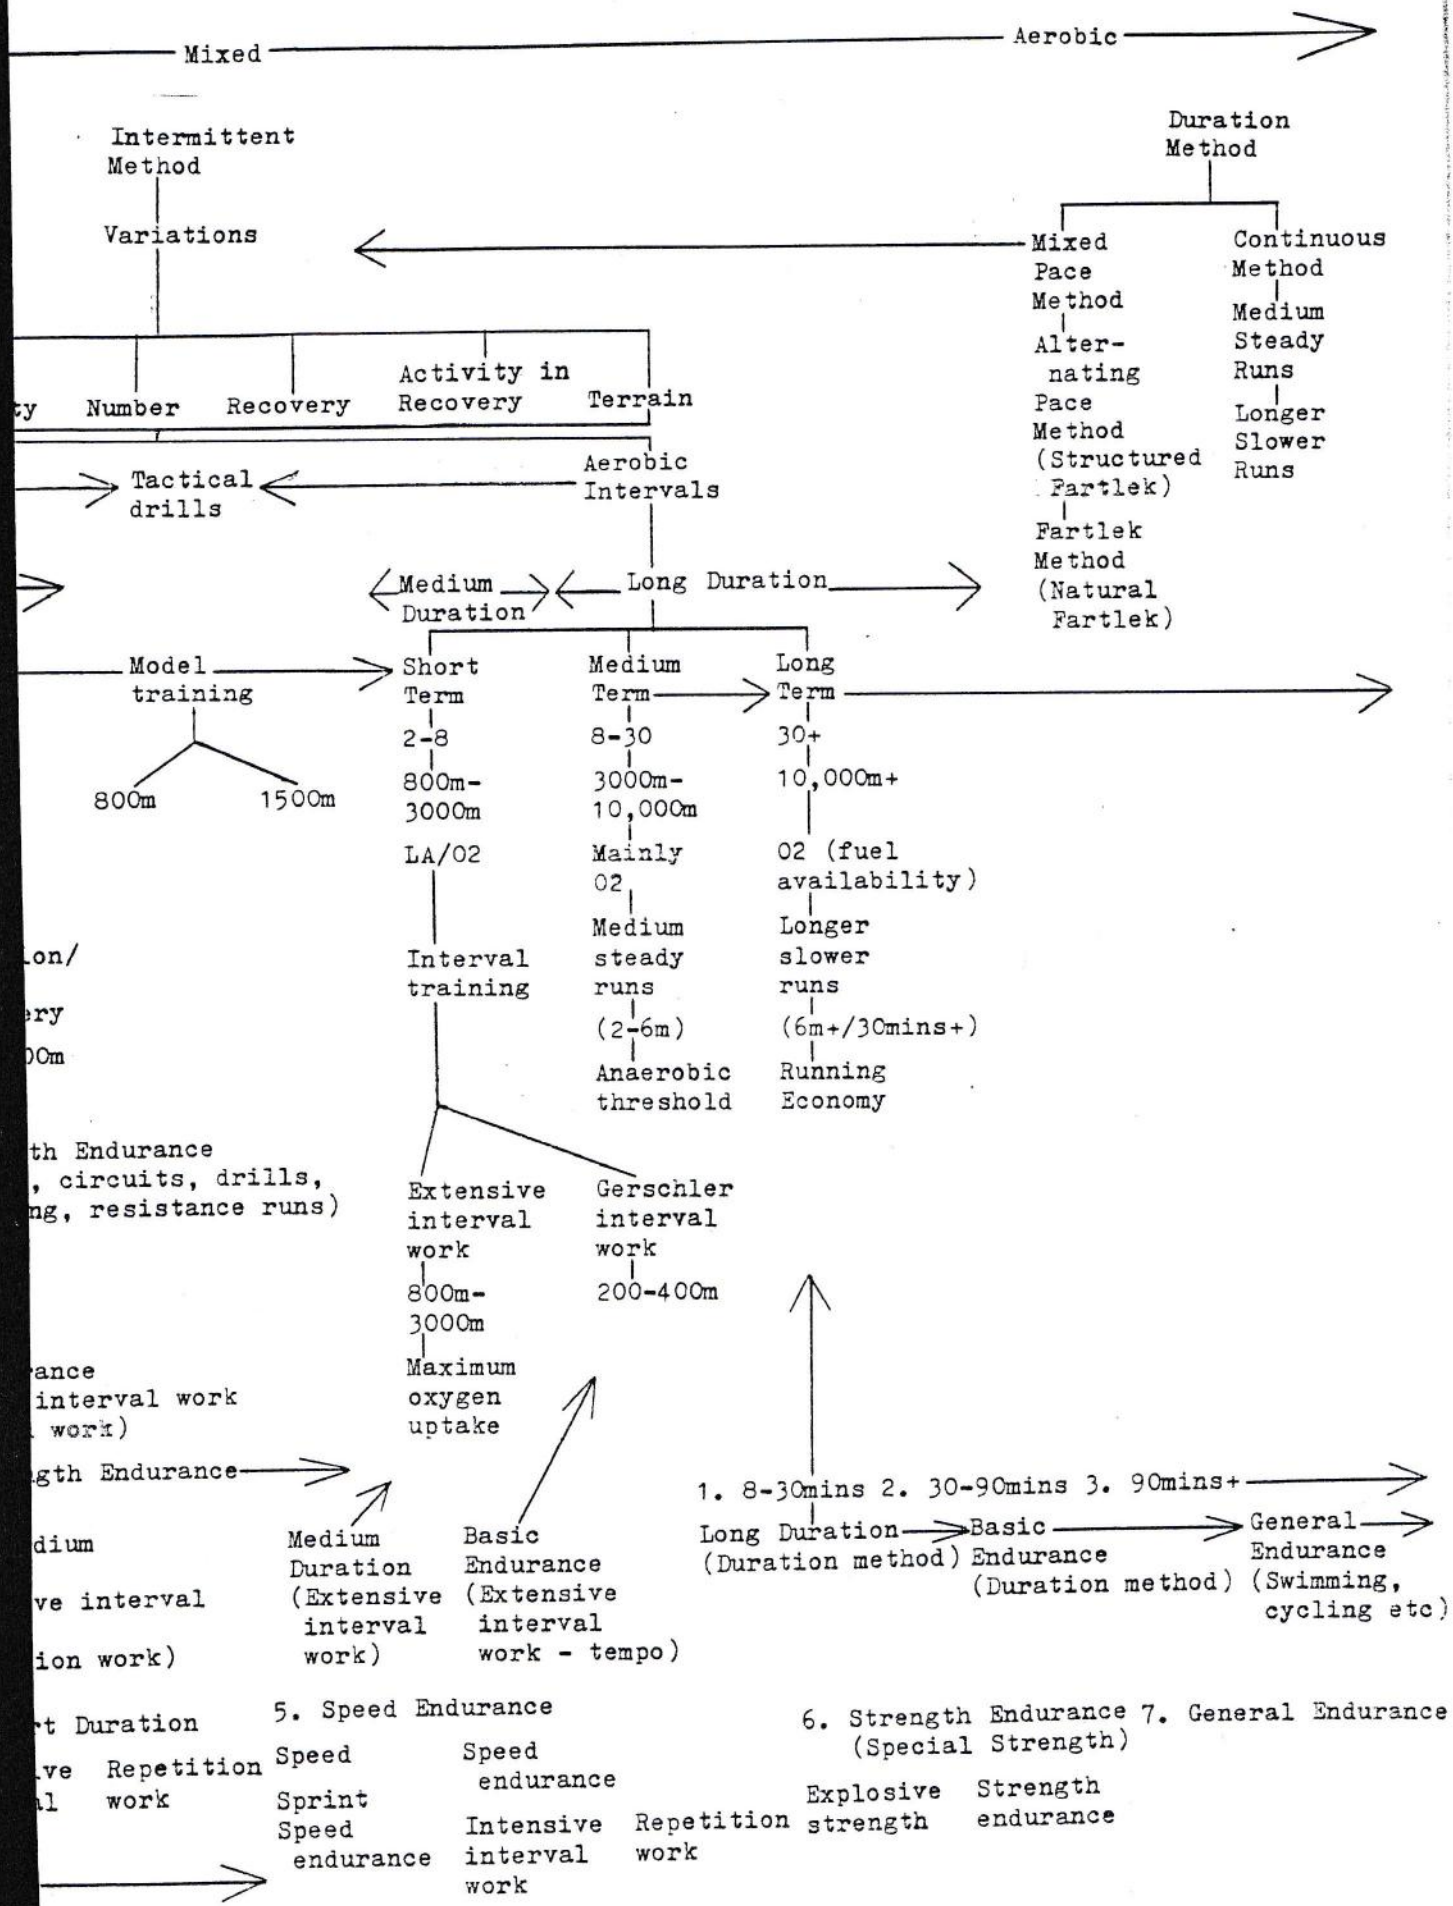 Mixed
Aerobic
Intermittent
Method
Variations
Duration
Method
Mixed
Pace
Method
Alter-
nating
Pace
Method
(Structured
Fartlek)
Fartlek
Method
(Natural
Fartlek)
Continuous
Method
Medium
Steady
Runs
Longer
Slower
Runs
ty
Number
Recovery
Activity in
Recovery
Terrain
Tactical
drills
Aerobic
Intervals
Medium
Duration
Long Duration
Model
training
800m
1500m
Short
Term
2-8
800m-
3000m
LA/O2
Interval
training
Medium
Term
8-30
3000m-
10,000m
Mainly
O2
Medium
steady
runs
(2-6m)
Anaerobic
threshold
Long
Term
30+
10,000m+
O2 (fuel
availability)
Longer
slower
runs
(6m+/30mins+)
Running
Economy
ion/
ery
00m
th Endurance
, circuits, drills,
ng, resistance runs)
Extensive
interval
work
800m-
3000m
Maximum
oxygen
uptake
Gerschler
interval
work
200-400m
rance
interval work
work)
gth Endurance
dium
ve interval
ion work)
Medium
Duration
(Extensive
interval
work)
Basic
Endurance
(Extensive
interval
work - tempo)
1. 8-30mins 2. 30-90mins 3. 90mins+
Long Duration
(Duration method)
Basic
Endurance
(Duration method)
General
Endurance
(Swimming,
cycling etc)
rt Duration
ve
al
Repetition
work
5. Speed Endurance
Speed
Sprint
Speed
endurance
Speed
endurance
Intensive
interval
work
Repetition
work
6. Strength Endurance
(Special Strength)
Explosive
strength
Strength
endurance
7. General Endurance